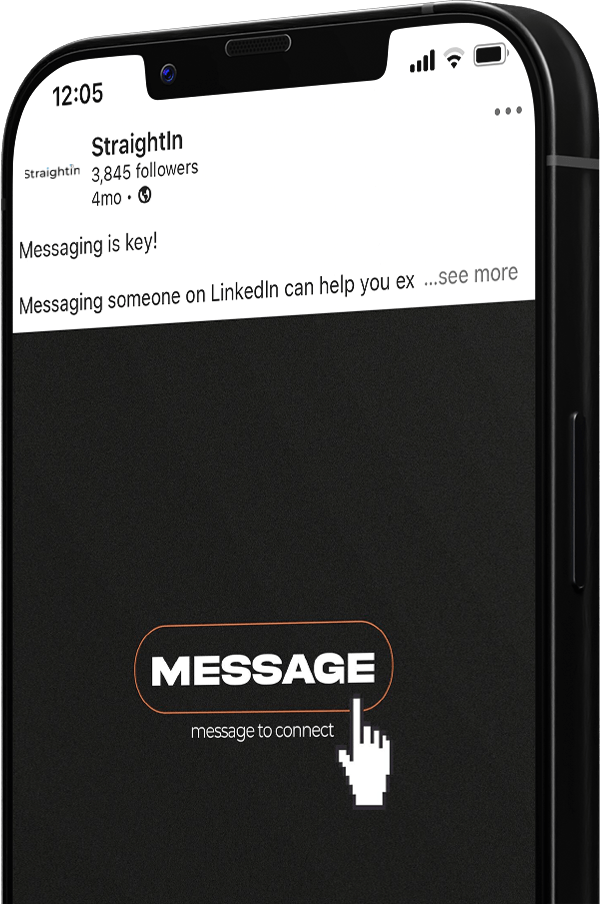 12:05
StraightIn
StraightIn
3,845 followers
4mo •
Messaging is key!
Messaging someone on LinkedIn can help you ex ...see more
MESSAGE
message to connect